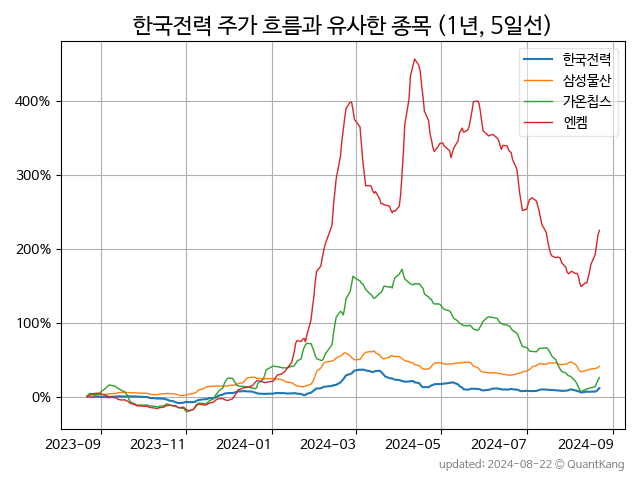 한국전력 주가 흐름과 유사한 종목 (1년, 5일선)
한국전력
삼성물산
가온칩스
엔켐
400%
300%
200%
100%
0%
2023-09 2023-11 2024-01 2024-03 2024-05 2024-07 2024-09
updated: 2024-08-22 @ QuantKang